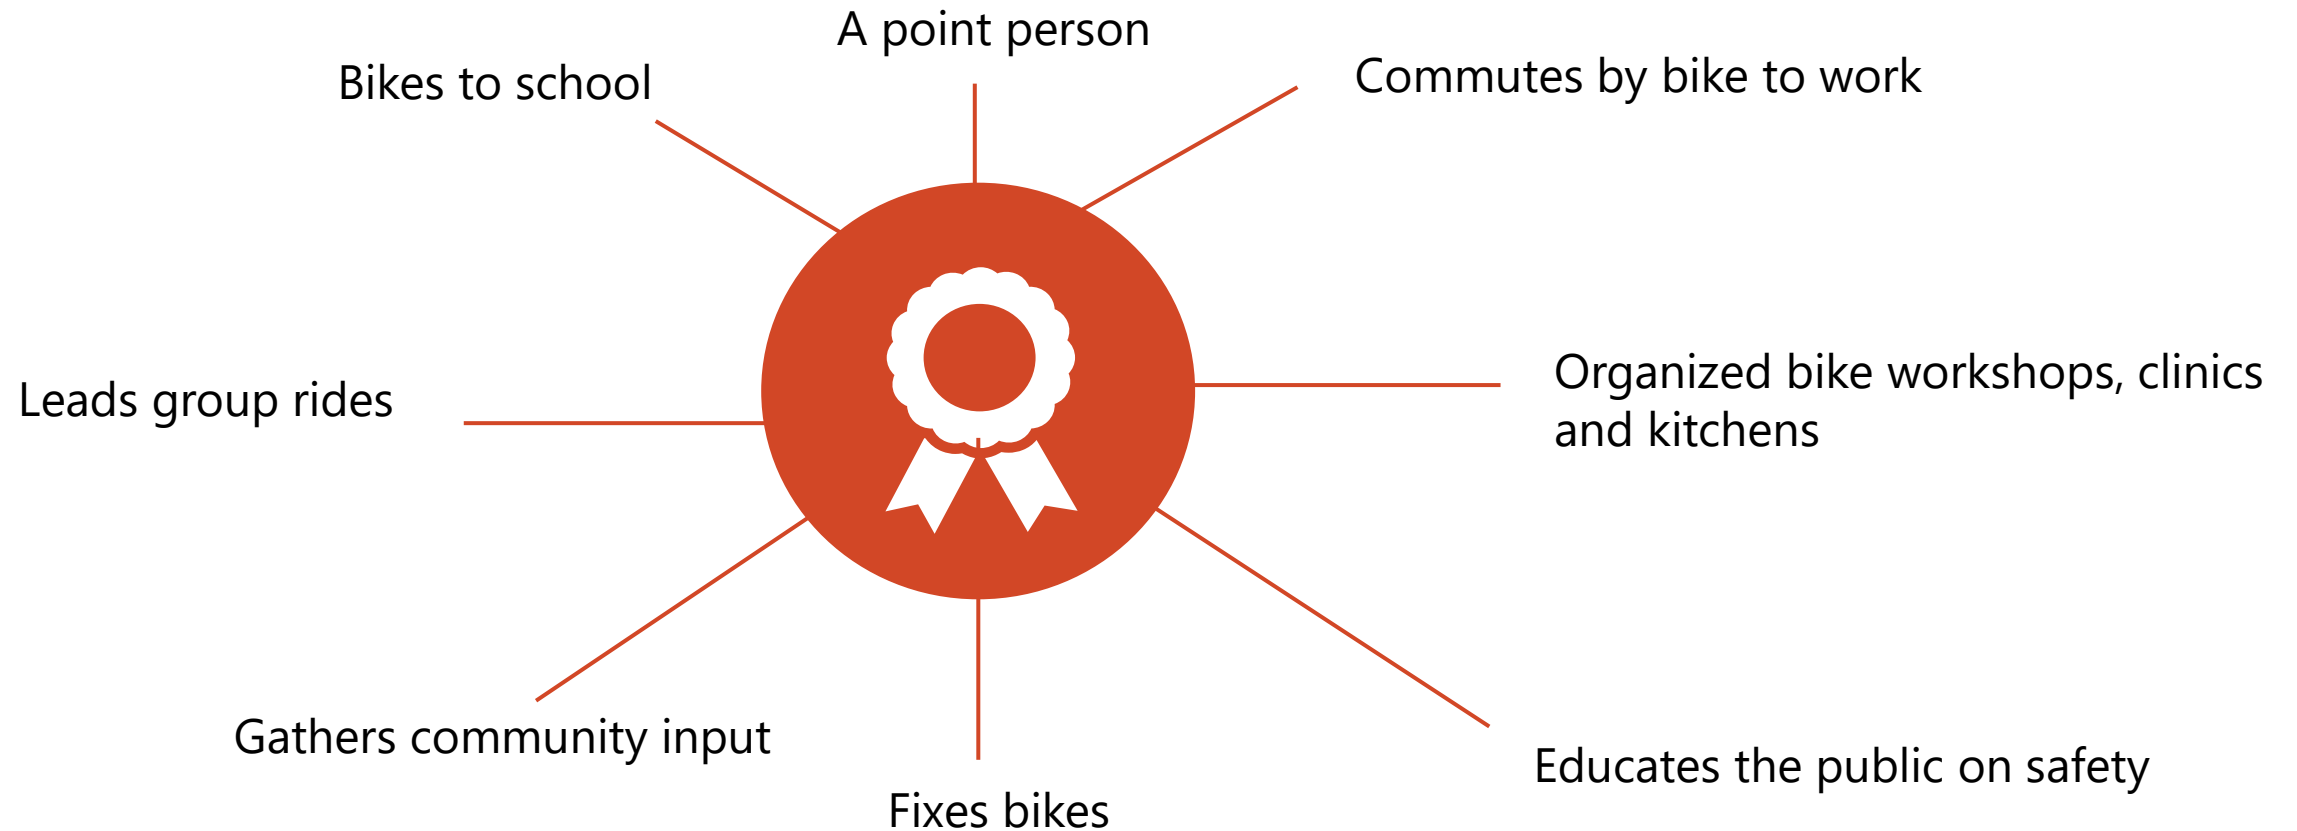 A point person
Bikes to school
Commutes by bike to work
Leads group rides
Organized bike workshops, clinics
and kitchens
Gathers community input
Educates the public on safety
Fixes bikes